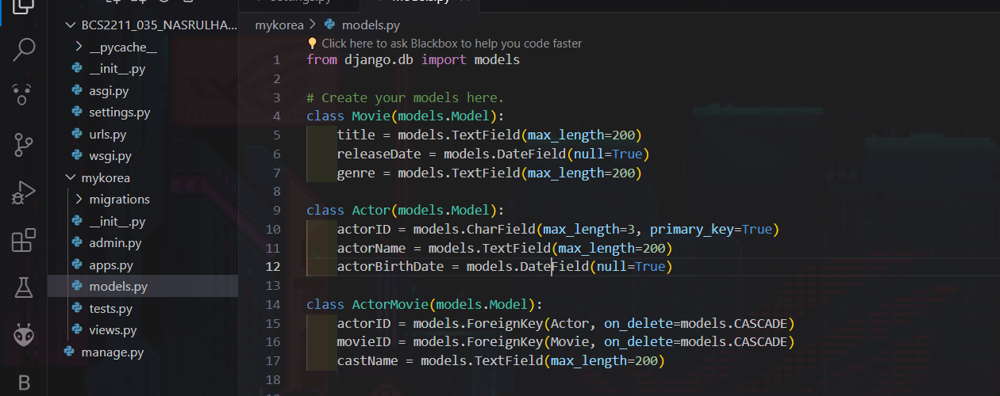 settings.py
models.py
BCS2211_035_NASRULHA...
__pycache__
__init__.py
asgi.py
settings.py
urls.py
wsgi.py
mykorea
migrations
__init__.py
admin.py
apps.py
models.py
tests.py
views.py
manage.py
B
mykorea > models.py
Click here to ask Blackbox to help you code faster
1 from django.db import models
2
3 # Create your models here.
4 class Movie(models.Model):
5 title = models.TextField(max_length=200)
6 releaseDate = models.DateField(null=True)
7 genre = models.TextField(max_length=200)
8
9 class Actor(models.Model):
10 actorID = models.CharField(max_length=3, primary_key=True)
11 actorName = models.TextField(max_length=200)
12 actorBirthDate = models.DateField(null=True)
13
14 class ActorMovie(models.Model):
15 actorID = models.ForeignKey(Actor, on_delete=models.CASCADE)
16 movieID = models.ForeignKey(Movie, on_delete=models.CASCADE)
17 castName = models.TextField(max_length=200)
18